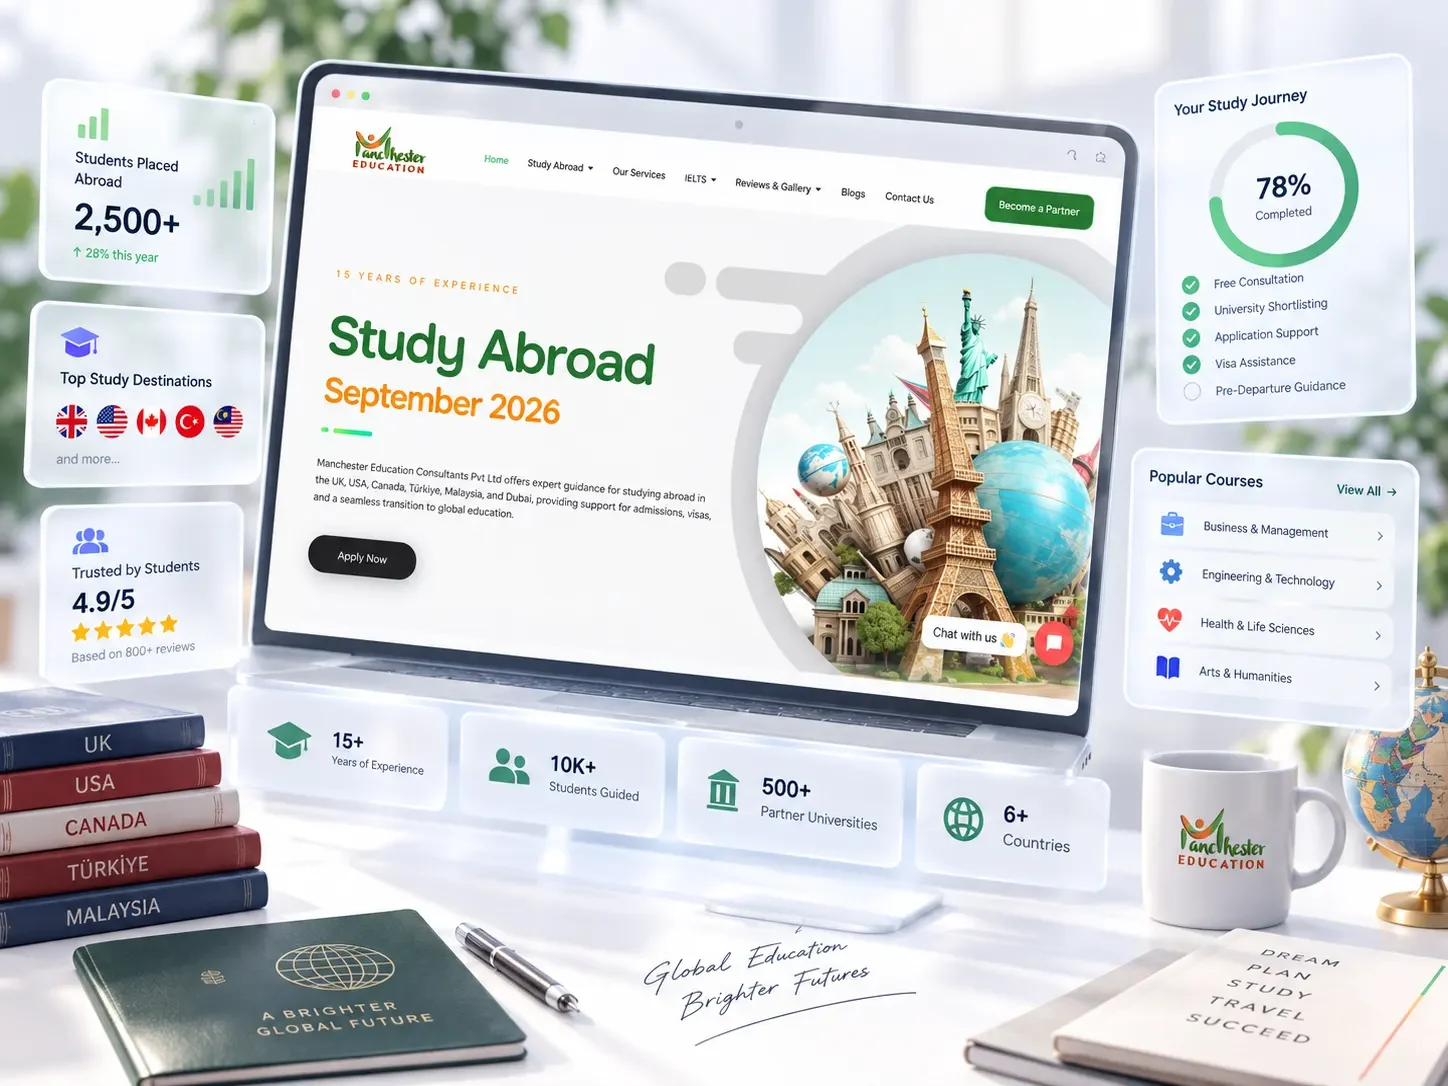 Students Placed
Abroad
2,500+
↑ 28% this year
Top Study Destinations
and more...
Trusted by Students
4.9/5
Based on 800+ reviews
Manchester
EDUCATION
Home
Study Abroad
Our Services
IELTS
Reviews & Gallery
Blogs
Contact Us
Become a Partner
15 YEARS OF EXPERIENCE
Study Abroad
September 2026
Manchester Education Consultants Pvt Ltd offers expert guidance for studying abroad in
the UK, USA, Canada, Türkiye, Malaysia, and Dubai, providing support for admissions, visas,
and a seamless transition to global education.
Apply Now
Chat with us 👋
Your Study Journey
78%
Completed
Free Consultation
University Shortlisting
Application Support
Visa Assistance
Pre-Departure Guidance
Popular Courses
View All →
Business & Management
Engineering & Technology
Health & Life Sciences
Arts & Humanities
15+
Years of Experience
10K+
Students Guided
500+
Partner Universities
6+
Countries
UK
USA
CANADA
TÜRKİYE
MALAYSIA
A BRIGHTER
GLOBAL FUTURE
Global Education
Brighter Futures
Manchester
EDUCATION
DREAM
PLAN
STUDY
TRAVEL
SUCCEED